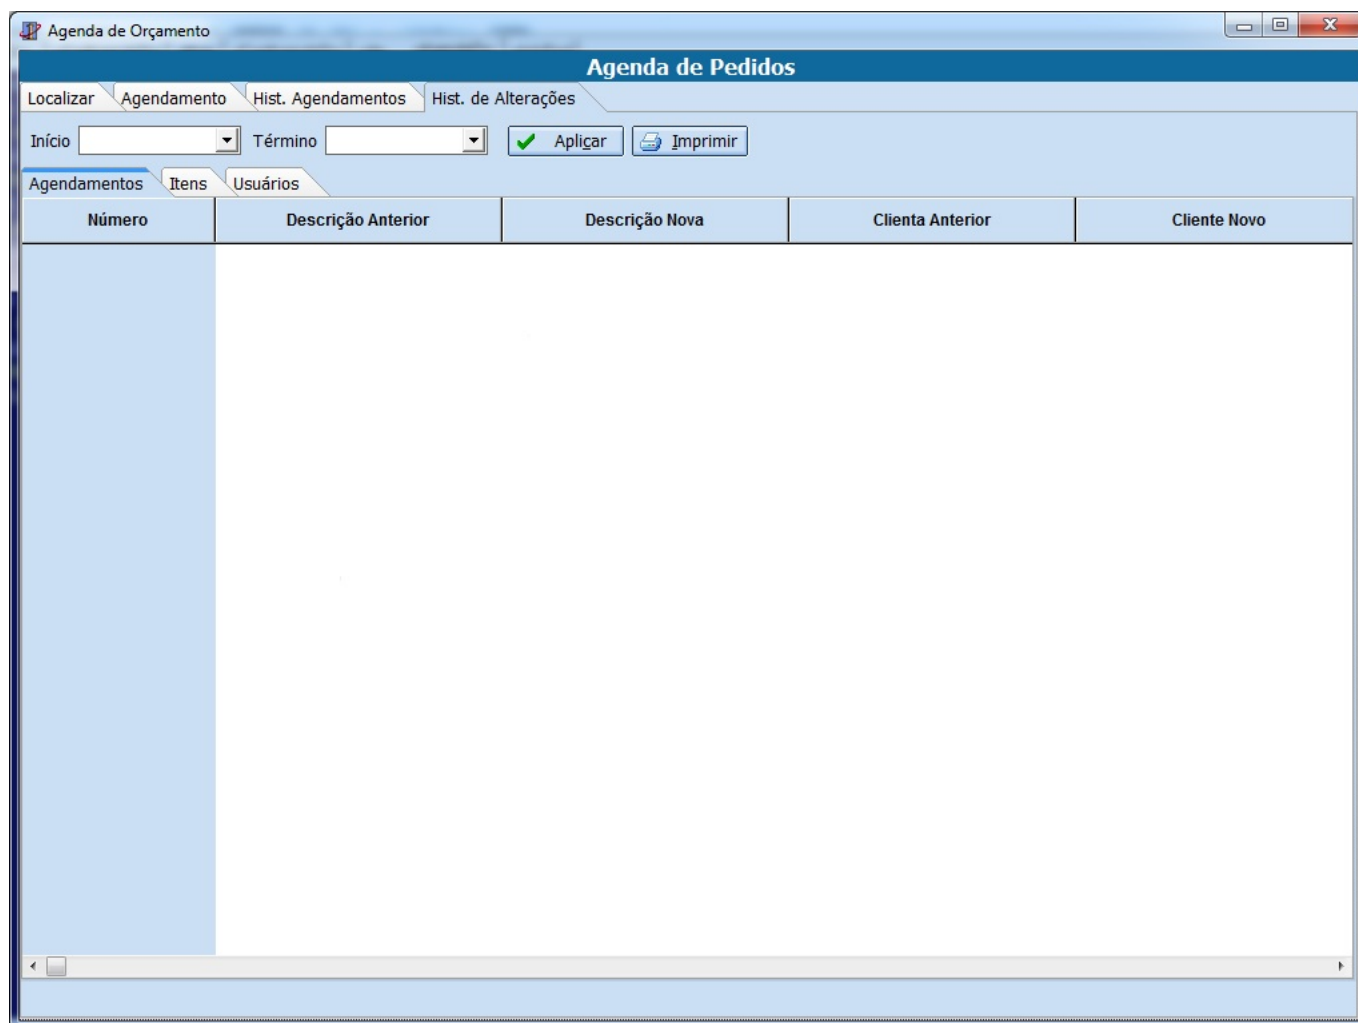 Agenda de Orçamento
Agenda de Pedidos
Localizar Agendamento Hist. Agendamentos Hist. de Alterações
Início Término Aplicar Imprimir
Agendamentos Itens Usuários
Número Descrição Anterior Descrição Nova Clienta Anterior Cliente Novo